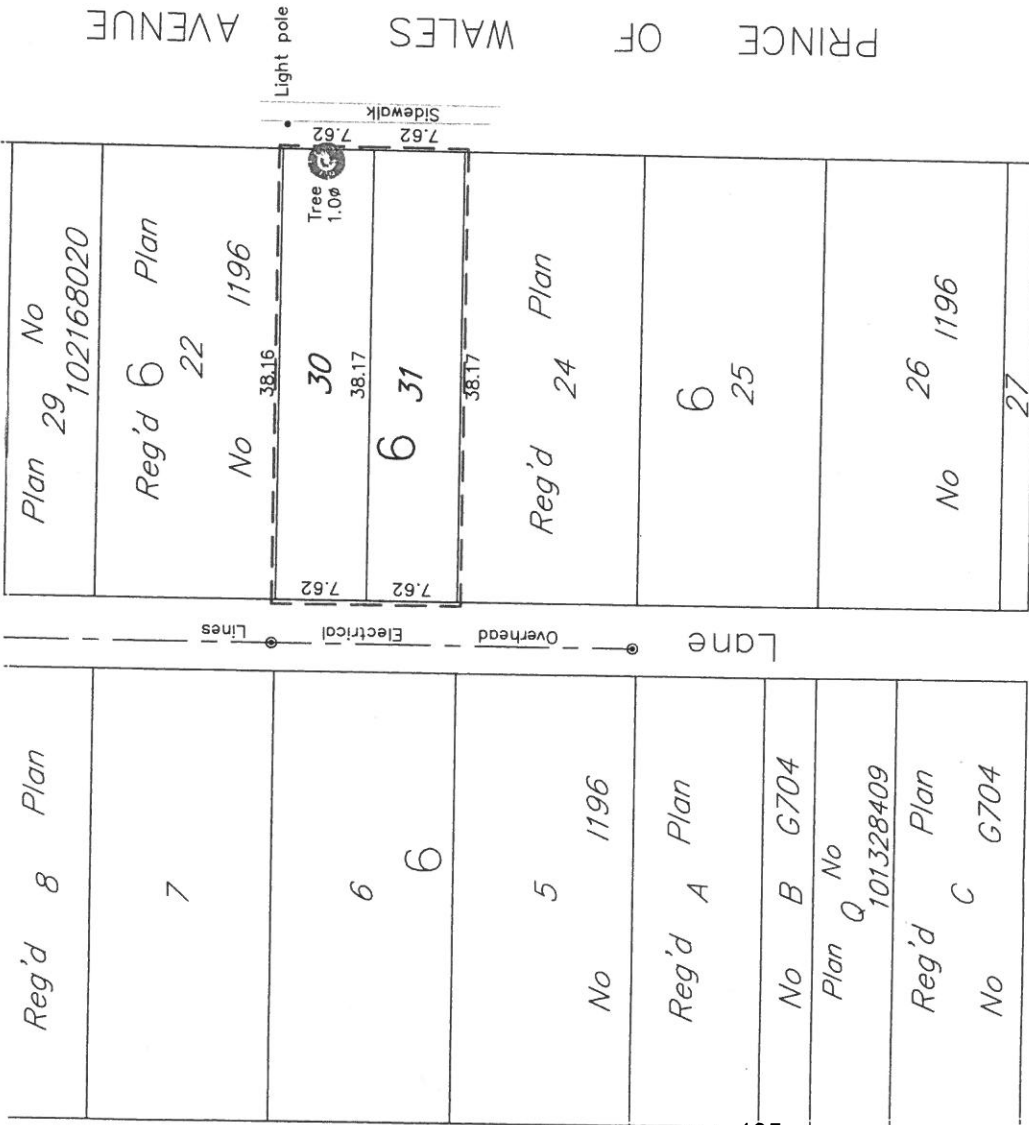 PRINCE OF WALES AVENUE
Light pole
Sidewalk
7.62
7.62
Tree
1.0ø
Plan 29 No
102168020
Reg'd 6 Plan
22
No 1196
38.16
30
38.17
6 31
38.17
Reg'd 24 Plan
6
25
26
No 1196
27
7.62
7.62
Lane
Overhead Electrical Lines
Reg'd 8 Plan
7
6
6
5
No 1196
Reg'd A Plan
No B G704
Plan Q No
101328409
Reg'd C Plan
No G704